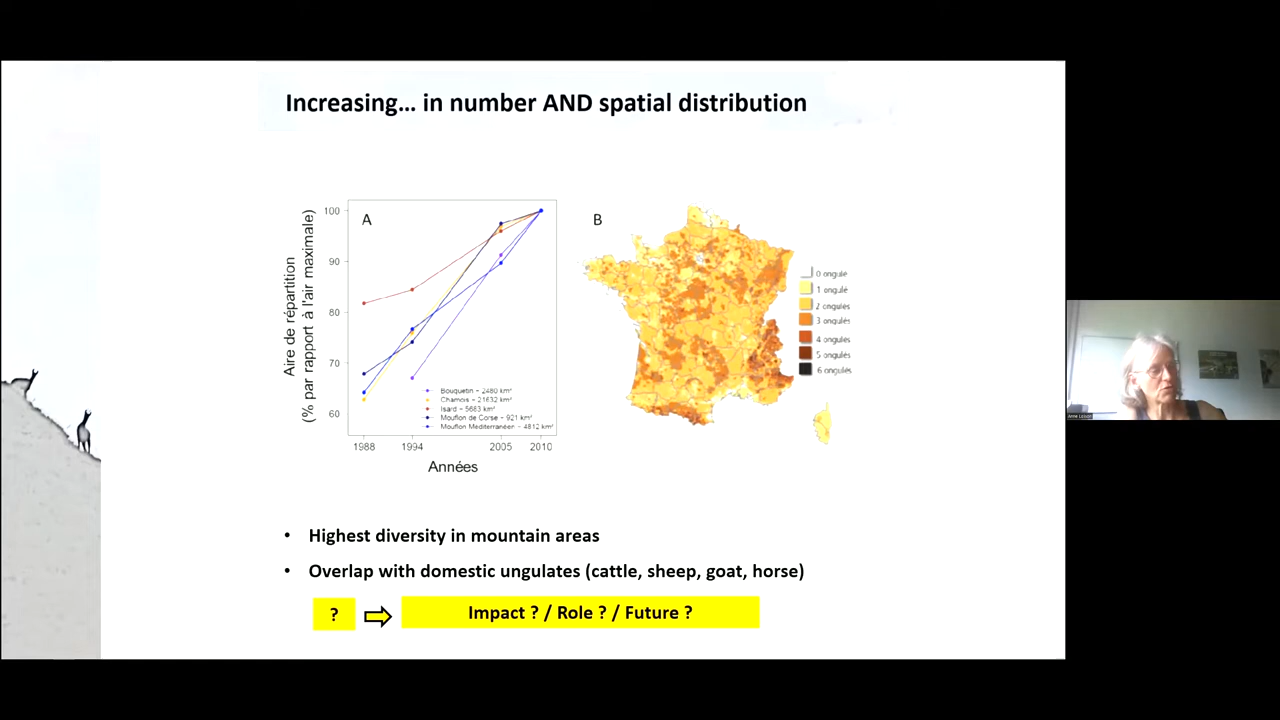 Increasing... in number AND spatial distribution
A
B
Aire de répartition
(% par rapport à l'air maximale)
100
90
80
70
60
Bouquetin - 2480 km²
Chamois - 21632 km²
Isard - 5683 km²
Mouflon de Corse - 921 km²
Mouflon Méditerranéen - 4812 km²
1988
1994
2005
2010
Années
0 ongulé
1 ongulé
2 ongulés
3 ongulés
4 ongulés
5 ongulés
6 ongulés
• Highest diversity in mountain areas
• Overlap with domestic ungulates (cattle, sheep, goat, horse)
?
Impact ? / Role ? / Future ?
Anne Loison